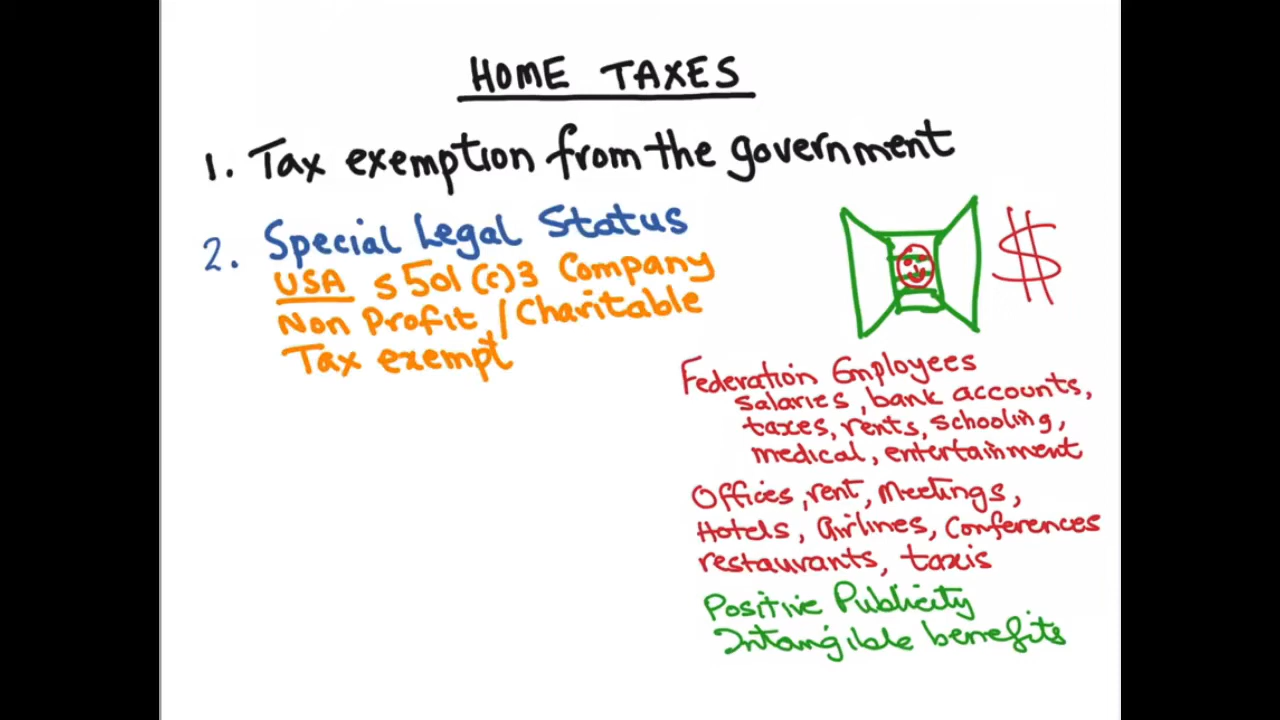 HOME TAXES
1. Tax exemption from the government
2. Special Legal Status
USA s501(c)3 Company
Non Profit / Charitable
Tax exempt
$
Federation Employees
salaries, bank accounts,
taxes, rents, schooling,
medical, entertainment
Offices, rent, Meetings,
Hotels, Airlines, Conferences
restaurants, taxis
Positive Publicity
Intangible benefits